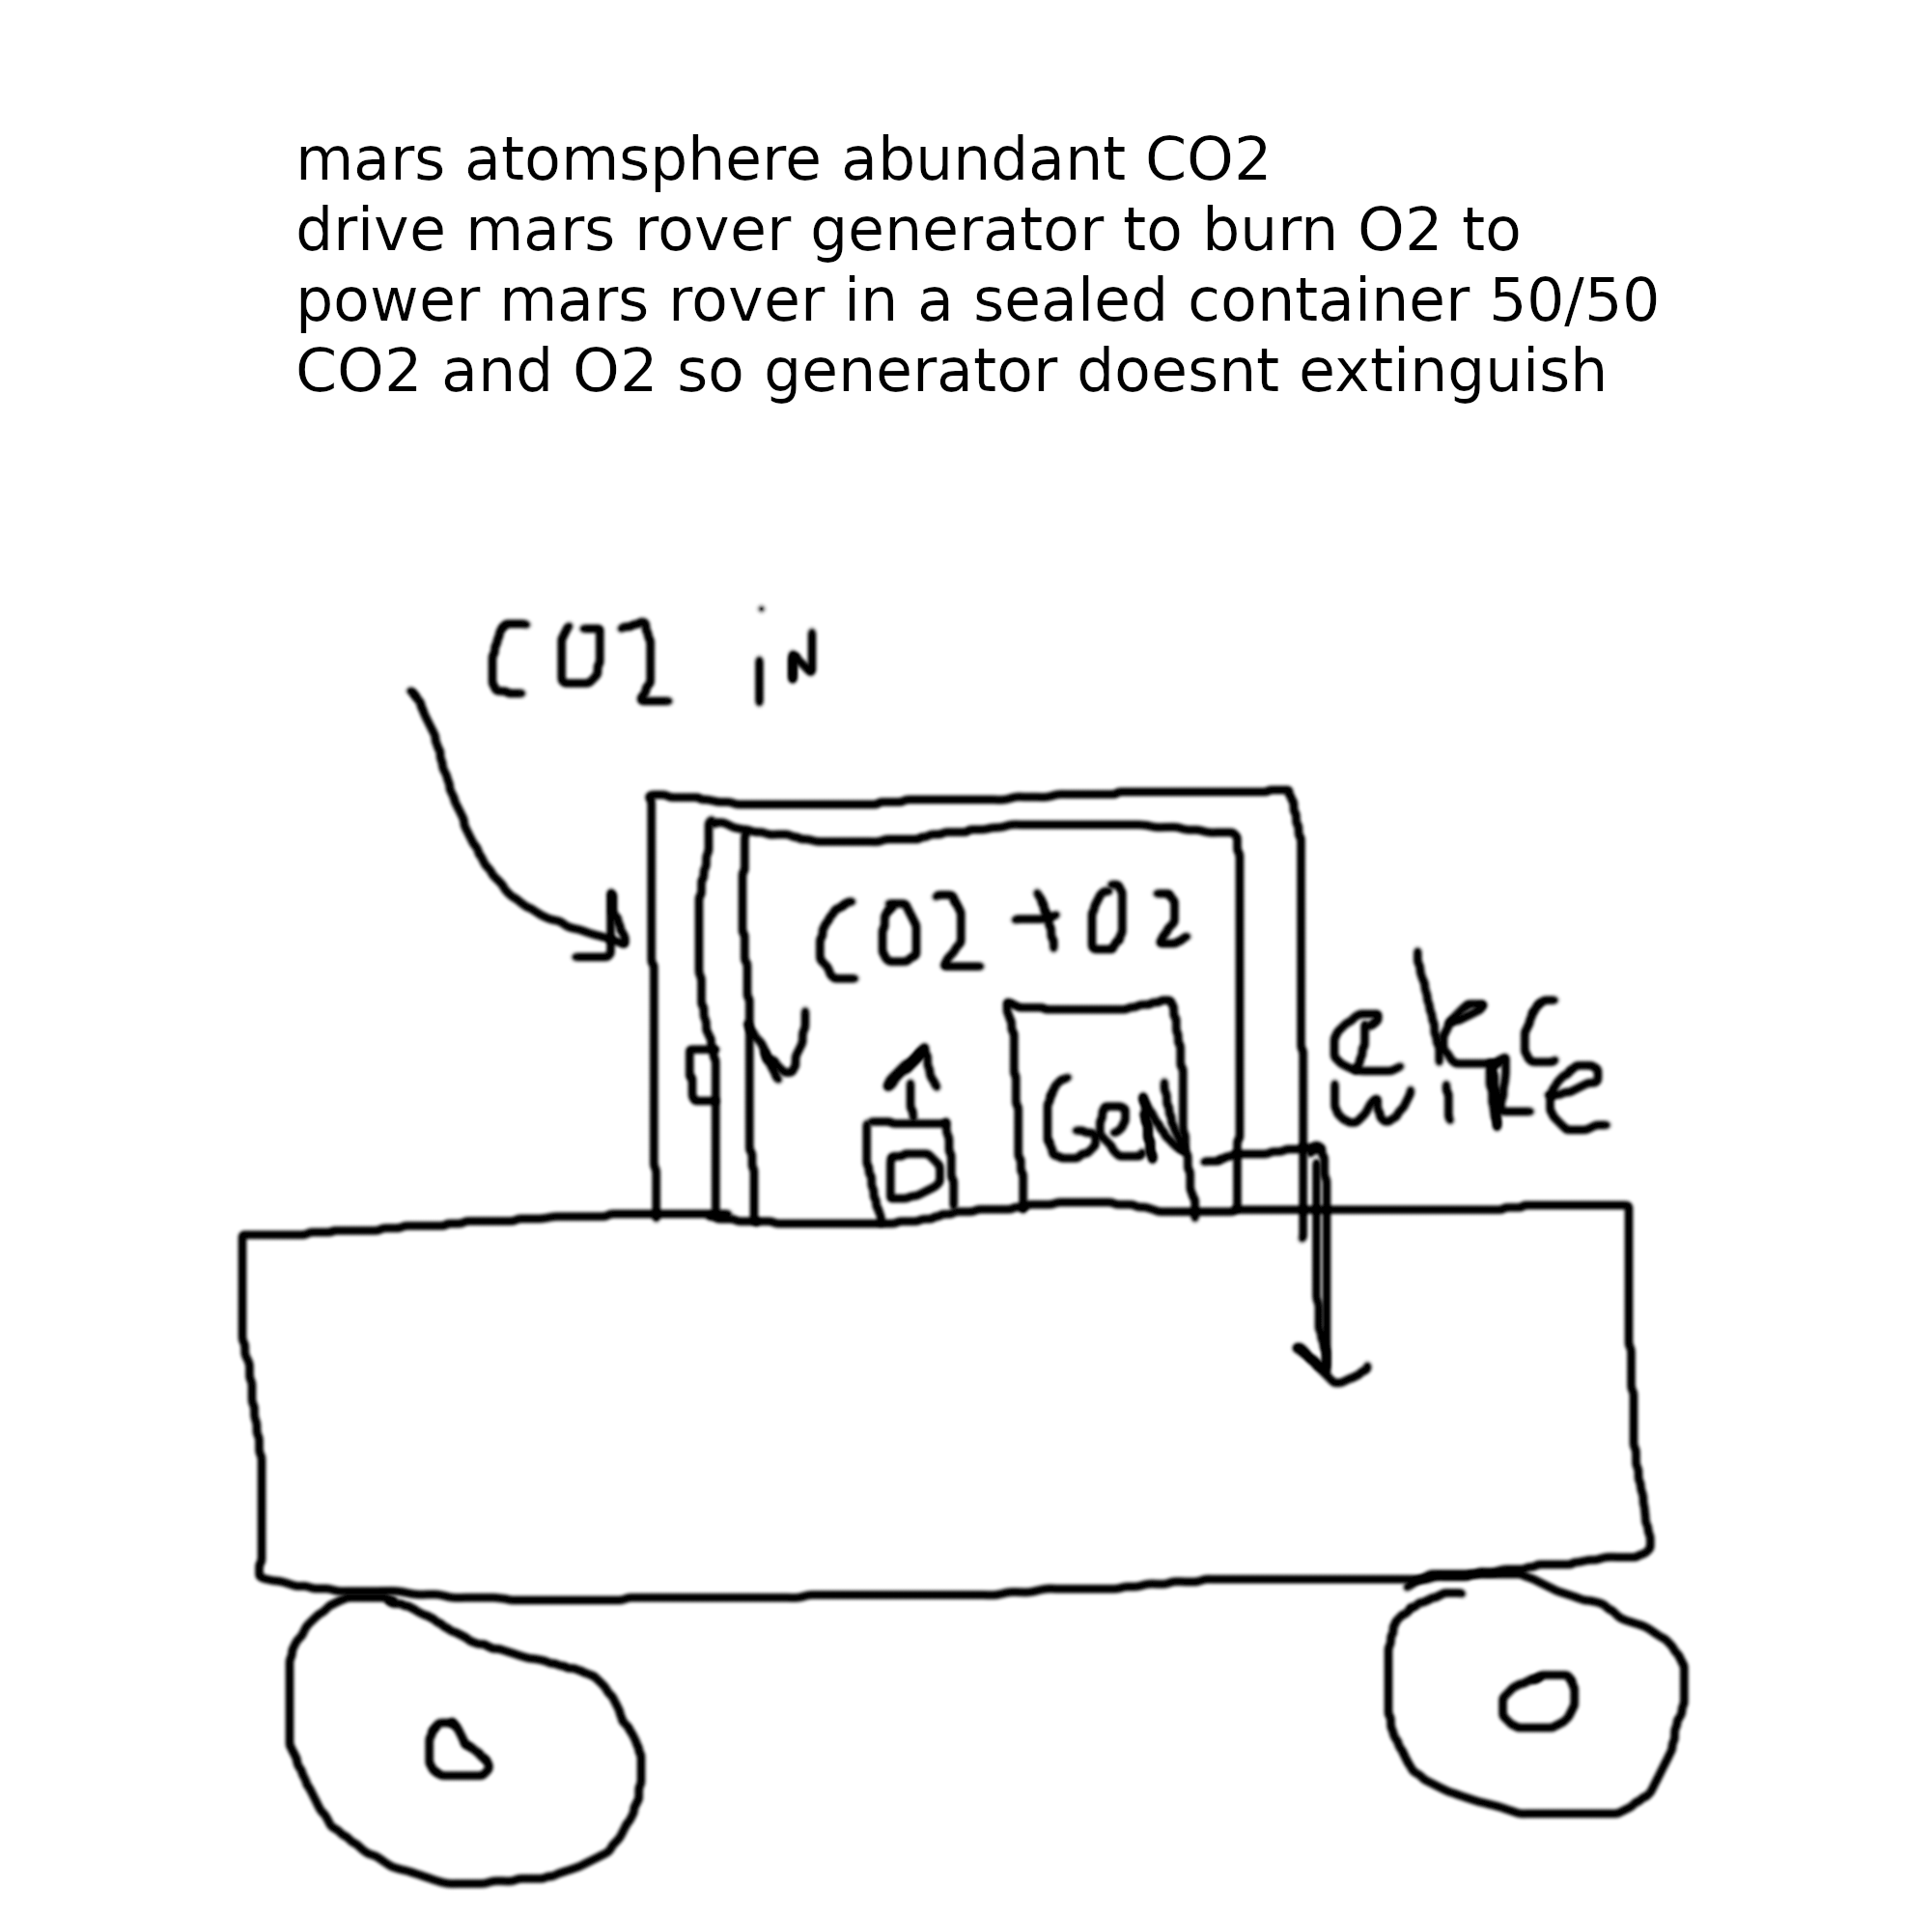 mars atomsphere abundant CO2
drive mars rover generator to burn O2 to
power mars rover in a sealed container 50/50
CO2 and O2 so generator doesnt extinguish
CO2 in
CO2 + O2
Gen
elec
wire